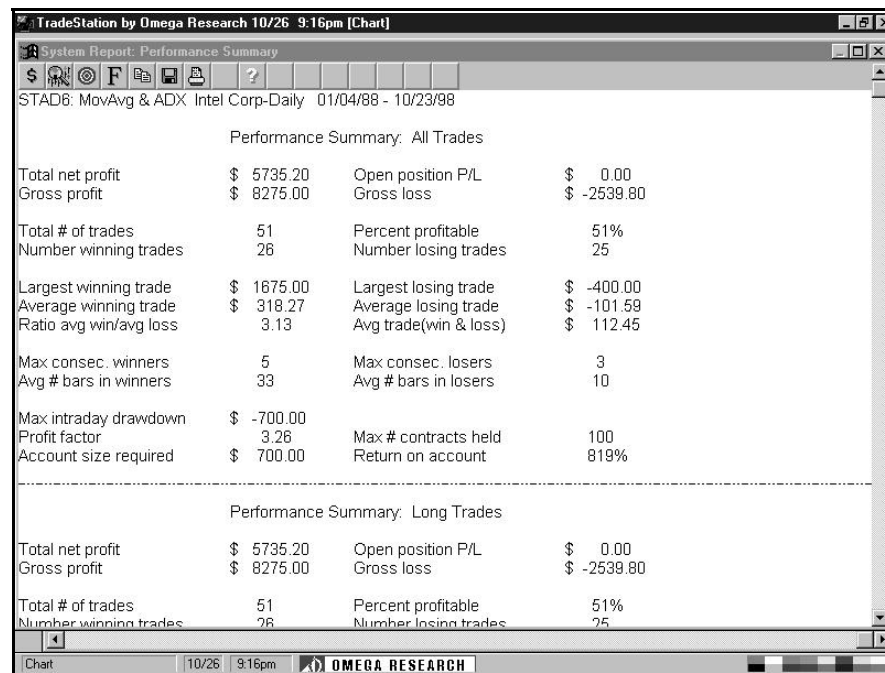 TradeStation by Omega Research 10/26 9:16pm [Chart]
System Report: Performance Summary
$ F ?
STAD6: MovAvg & ADX Intel Corp-Daily 01/04/88 - 10/23/98
Performance Summary: All Trades
Total net profit $ 5735.20 Open position P/L $ 0.00
Gross profit $ 8275.00 Gross loss $ -2539.80
Total # of trades 51 Percent profitable 51%
Number winning trades 26 Number losing trades 25
Largest winning trade $ 1675.00 Largest losing trade $ -400.00
Average winning trade $ 318.27 Average losing trade $ -101.59
Ratio avg win/avg loss 3.13 Avg trade(win & loss) $ 112.45
Max consec. winners 5 Max consec. losers 3
Avg # bars in winners 33 Avg # bars in losers 10
Max intraday drawdown $ -700.00
Profit factor 3.26 Max # contracts held 100
Account size required $ 700.00 Return on account 819%
Performance Summary: Long Trades
Total net profit $ 5735.20 Open position P/L $ 0.00
Gross profit $ 8275.00 Gross loss $ -2539.80
Total # of trades 51 Percent profitable 51%
Number winning trades 26 Number losing trades 25
Chart 10/26 9:16pm OMEGA RESEARCH